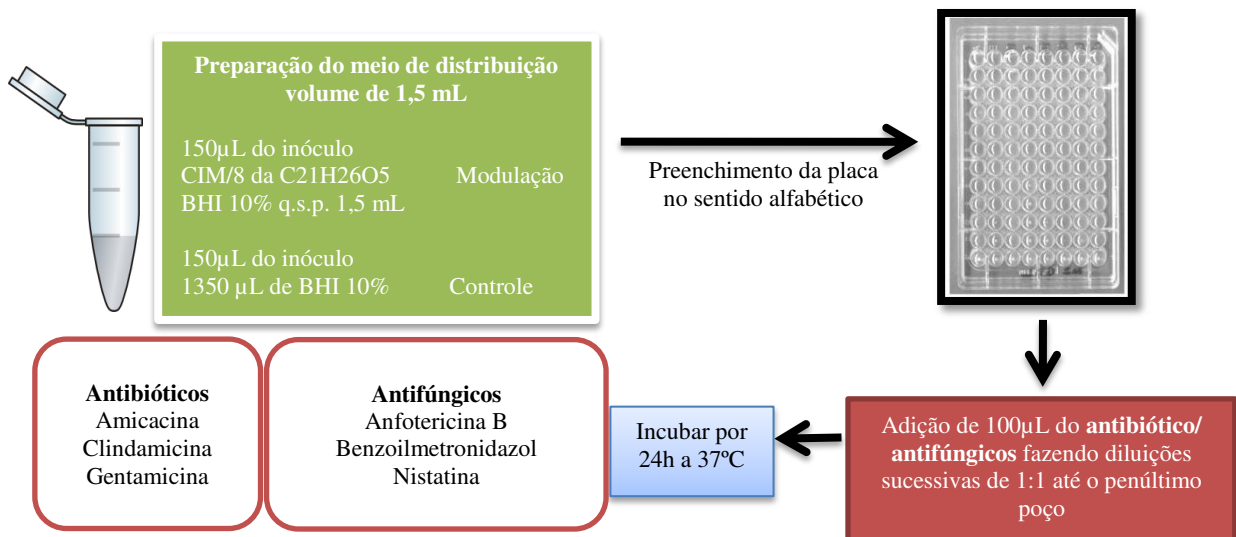 Preparação do meio de distribuição
volume de 1,5 mL
150µL do inóculo
CIM/8 da C21H26O5 Modulação
BHI 10% q.s.p. 1,5 mL
150µL do inóculo
1350 µL de BHI 10% Controle
Preenchimento da placa
no sentido alfabético
Adição de 100µL do antibiótico/
antifúngicos fazendo diluições
sucessivas de 1:1 até o penúltimo
poço
Incubar por
24h a 37ºC
Antibióticos
Amicacina
Clindamicina
Gentamicina
Antifúngicos
Anfotericina B
Benzoilmetronidazol
Nistatina